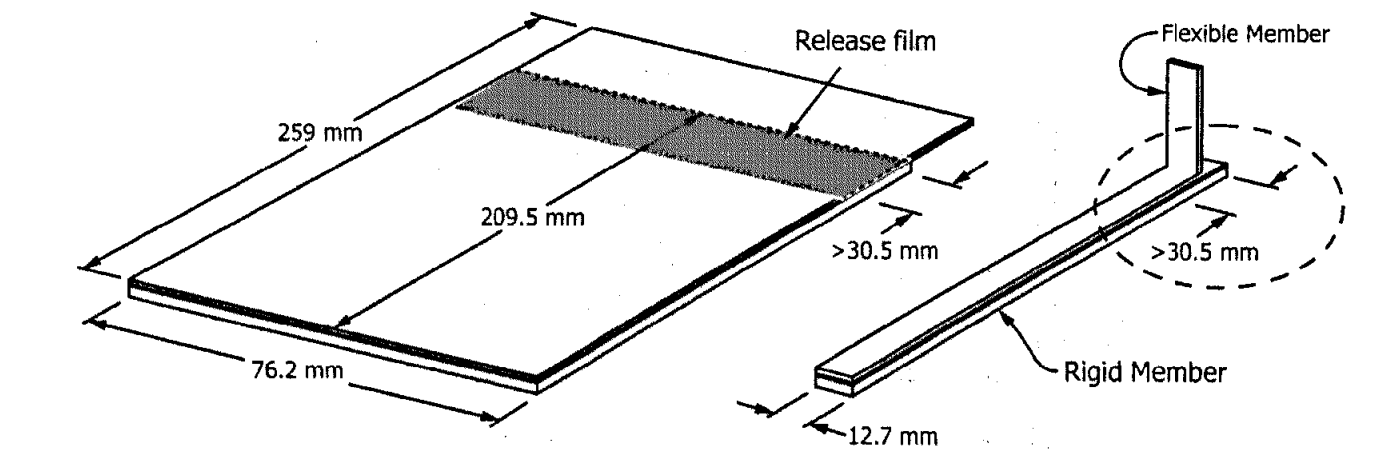 Release film
Flexible Member
259 mm
209.5 mm
>30.5 mm
>30.5 mm
76.2 mm
Rigid Member
12.7 mm